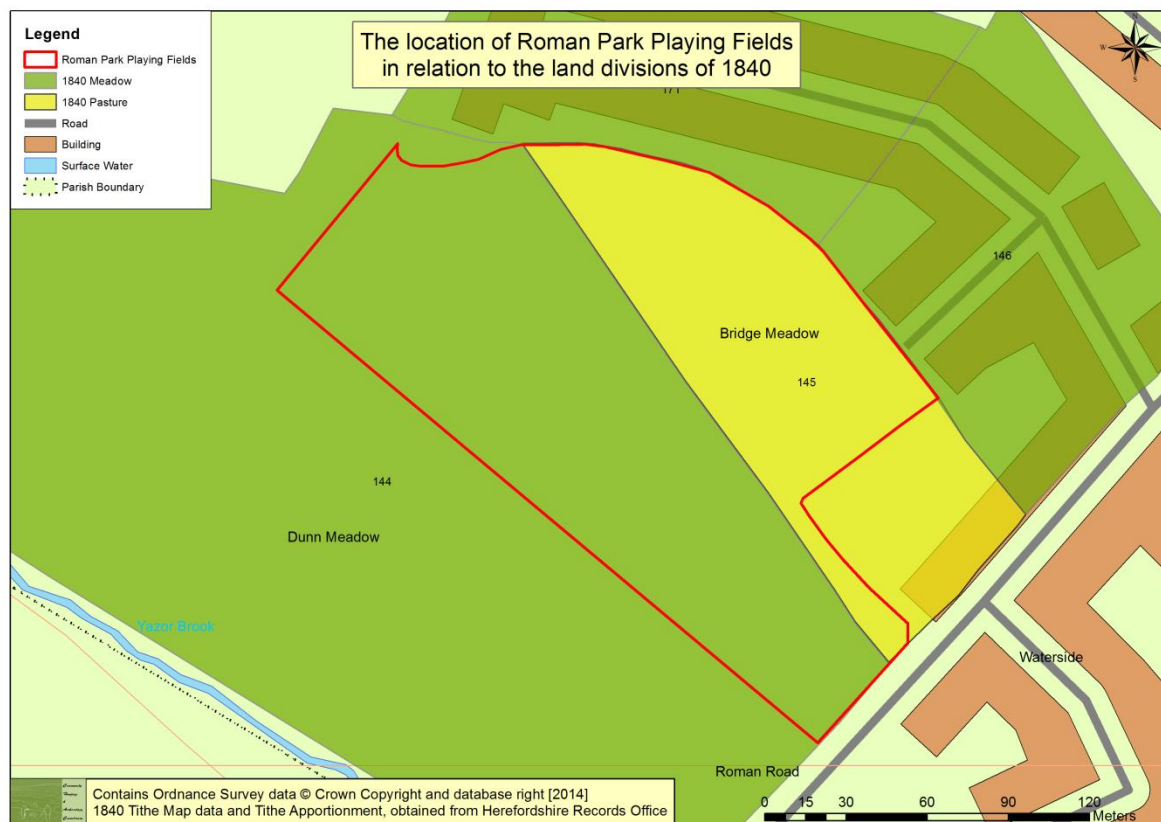 Legend
Roman Park Playing Fields
1840 Meadow
1840 Pasture
Road
Building
Surface Water
Parish Boundary
The location of Roman Park Playing Fields
in relation to the land divisions of 1840
N
W
S
171
146
Bridge Meadow
145
144
Dunn Meadow
Yazor Brook
Waterside
Roman Road
Contains Ordnance Survey data © Crown Copyright and database right [2014]
1840 Tithe Map data and Tithe Apportionment, obtained from Herefordshire Records Office
0 15 30 60 90 120
Meters